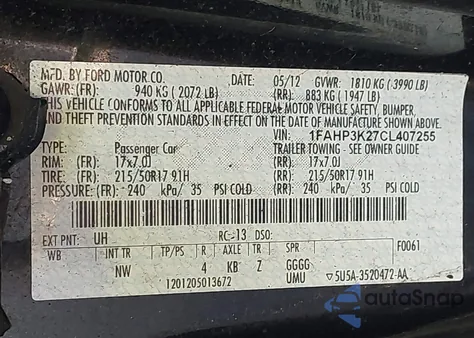 MFD. BY FORD MOTOR CO. DATE: 05/12 GVWR: 1810 KG ( 3990 LB)
GAWR: (FR): 940 KG ( 2072 LB) (RR): 883 KG ( 1947 LB)
THIS VEHICLE CONFORMS TO ALL APPLICABLE FEDERAL MOTOR VEHICLE SAFETY, BUMPER,
AND THEFT PREVENTION STANDARDS IN EFFECT ON THE DATE OF MANUFACTURE SHOWN ABOVE.
VIN: 1FAHP3K27CL407255
TYPE: Passenger Car TRAILER TOWING - SEE OWNER GUIDE
RIM: (FR): 17x7.0J (RR): 17x7.0J
TIRE: (FR): 215/50R17 91H (RR): 215/50R17 91H
PRESSURE: (FR): 240 kPa/ 35 PSI COLD (RR): 240 kPa/ 35 PSI COLD
EXT PNT: UH RC: 13 DSO: F0061
WB INT TR TP/PS R AXLE TR SPR
NW 4 KB Z GGGG
1201205013672 UMU ▽5U5A-3520472-AA
autoSnap